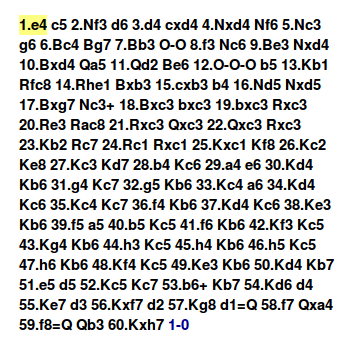 1.e4 c5 2.Nf3 d6 3.d4 cxd4 4.Nxd4 Nf6 5.Nc3
g6 6.Bc4 Bg7 7.Bb3 O-O 8.f3 Nc6 9.Be3 Nxd4
10.Bxd4 Qa5 11.Qd2 Be6 12.O-O-O b5 13.Kb1
Rfc8 14.Rhe1 Bxb3 15.cxb3 b4 16.Nd5 Nxd5
17.Bxg7 Nc3+ 18.Bxc3 bxc3 19.bxc3 Rxc3
20.Re3 Rac8 21.Rxc3 Qxc3 22.Qxc3 Rxc3
23.Kb2 Rc7 24.Rc1 Rxc1 25.Kxc1 Kf8 26.Kc2
Ke8 27.Kc3 Kd7 28.b4 Kc6 29.a4 e6 30.Kd4
Kb6 31.g4 Kc7 32.g5 Kb6 33.Kc4 a6 34.Kd4
Kc6 35.Kc4 Kc7 36.f4 Kb6 37.Kd4 Kc6 38.Ke3
Kb6 39.f5 a5 40.b5 Kc5 41.f6 Kb6 42.Kf3 Kc5
43.Kg4 Kb6 44.h3 Kc5 45.h4 Kb6 46.h5 Kc5
47.h6 Kb6 48.Kf4 Kc5 49.Ke3 Kb6 50.Kd4 Kb7
51.e5 d5 52.Kc5 Kc7 53.b6+ Kb7 54.Kd6 d4
55.Ke7 d3 56.Kxf7 d2 57.Kg8 d1=Q 58.f7 Qxa4
59.f8=Q Qb3 60.Kxh7 1-0